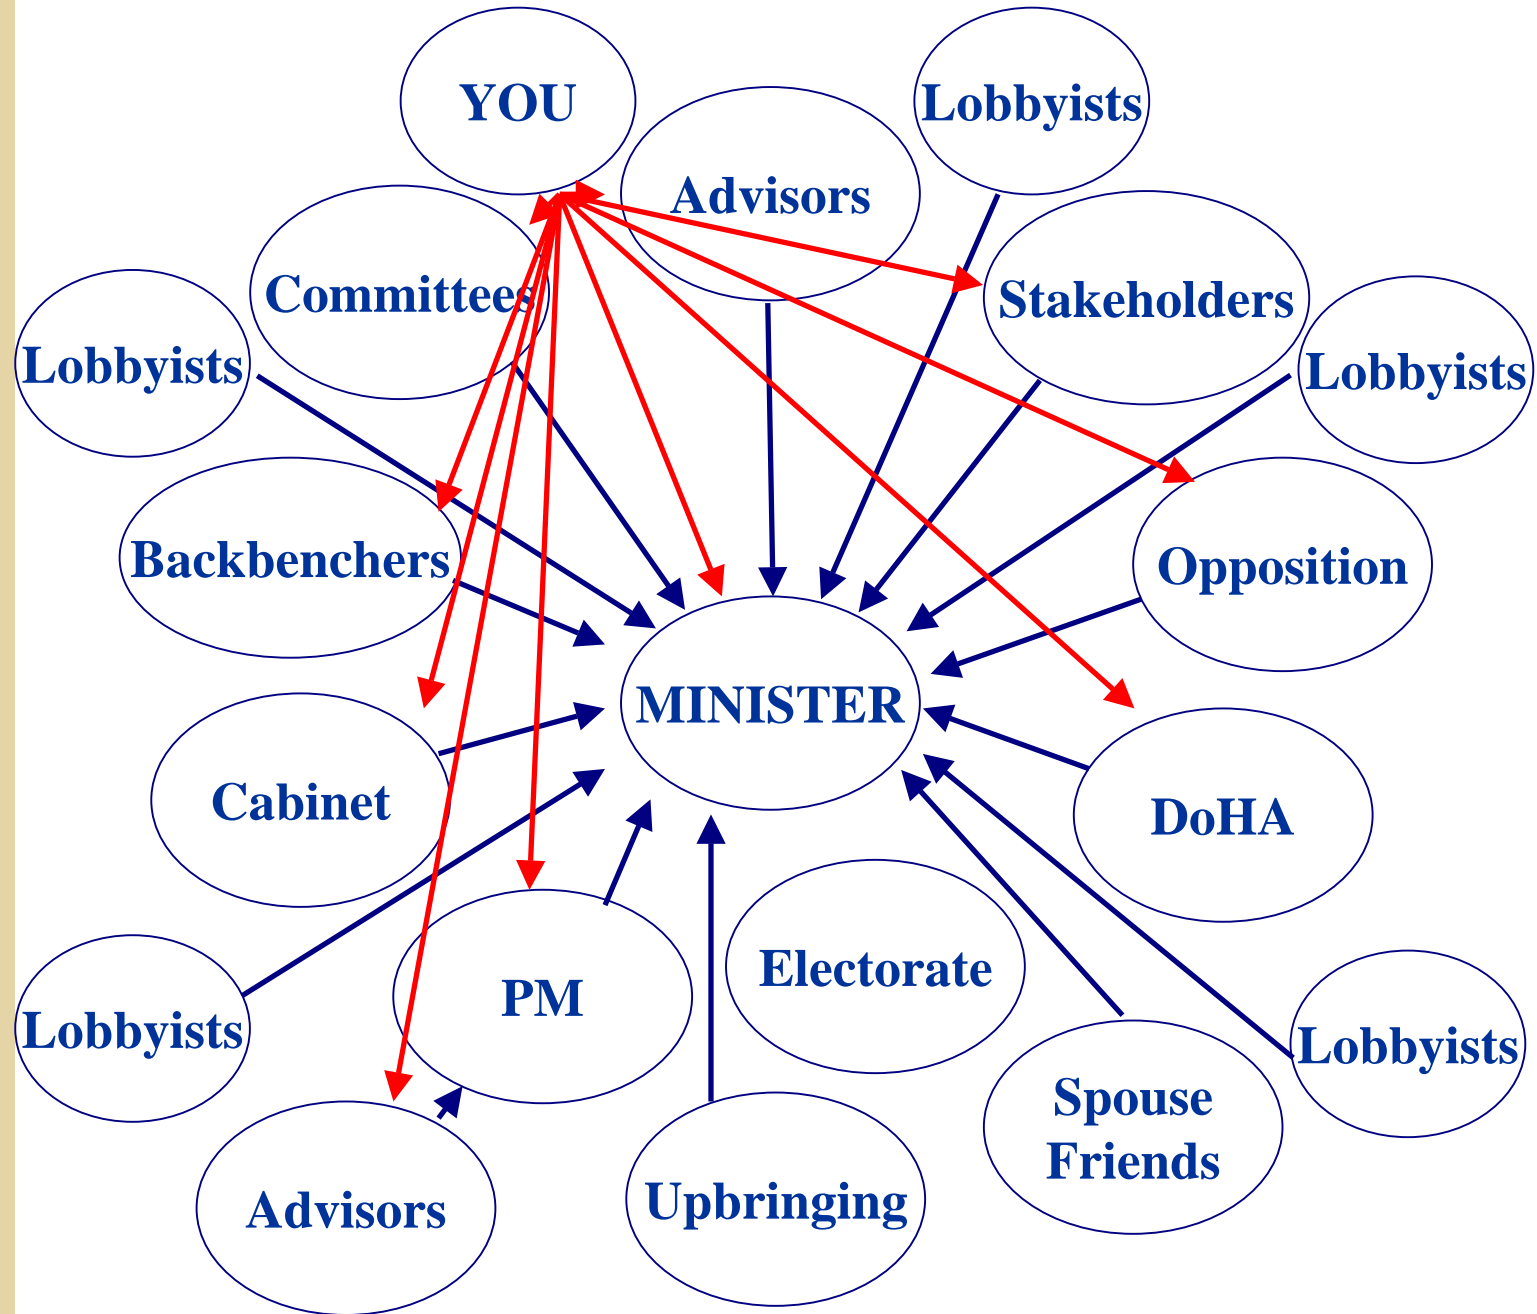 YOU
Lobbyists
Advisors
Committees
Stakeholders
Lobbyists
Lobbyists
Backbenchers
Opposition
MINISTER
Cabinet
DoHA
Electorate
PM
Lobbyists
Lobbyists
Spouse
Friends
Upbringing
Advisors